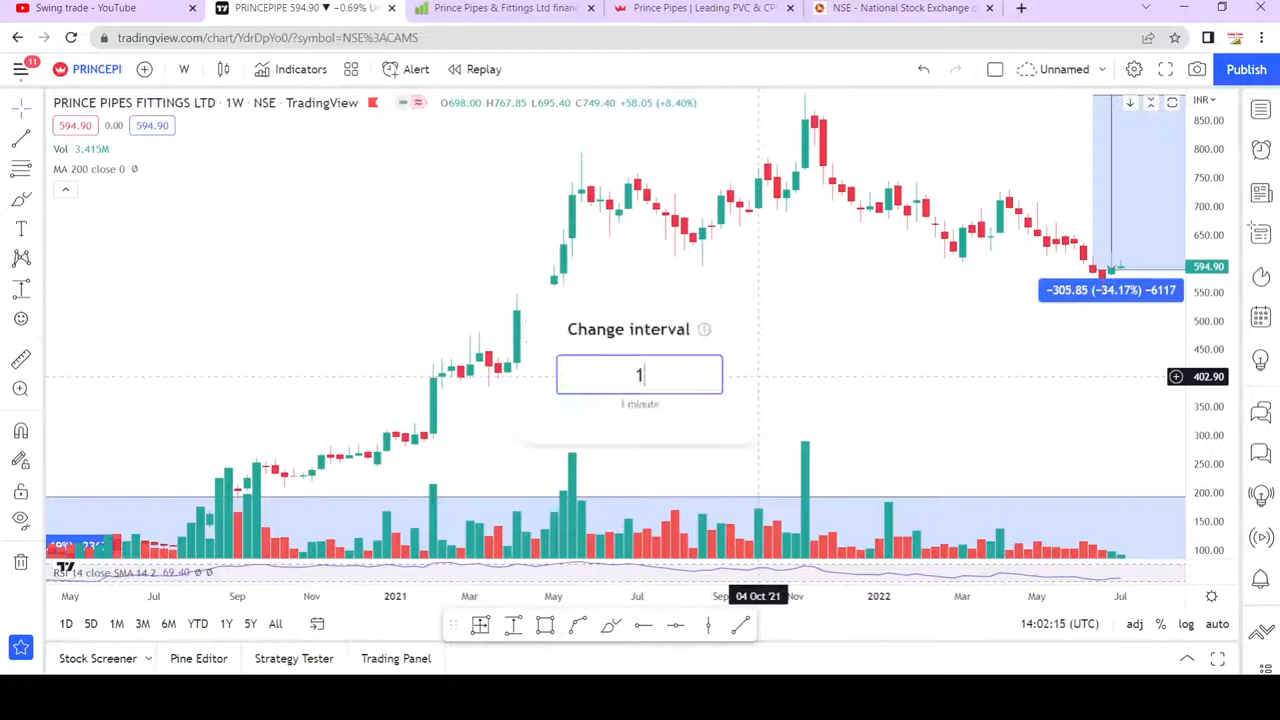 Swing trade - YouTube
PRINCEPIPE 594.90 ▼ −0.69% Un
Prince Pipes & Fittings Ltd financ
Prince Pipes | Leading PVC & CP
NSE - National Stock Exchange o
tradingview.com/chart/YdrDpYo0/?symbol=NSE%3ACAMS
11
PRINCEPI
W
Indicators
Alert
Replay
Unnamed
Publish
PRINCE PIPES FITTINGS LTD · 1W · NSE · TradingView
O698.00 H767.85 L695.40 C749.40 +58.05 (+8.40%)
INR
594.90 0.00 594.90
Vol 3.415M
MA 200 close 0 Ø
850.00
800.00
750.00
700.00
650.00
594.90
550.00
500.00
450.00
402.90
350.00
300.00
250.00
200.00
150.00
100.00
−305.85 (−34.17%) −6117
Change interval
1
1 minute
RSI 14 close SMA 14 2 69.40 Ø Ø
May Jul Sep Nov 2021 Mar May Jul Sep 04 Oct '21 Nov 2022 Mar May Jul
1D 5D 1M 3M 6M YTD 1Y 5Y All
14:02:15 (UTC) adj % log auto
Stock Screener Pine Editor Strategy Tester Trading Panel